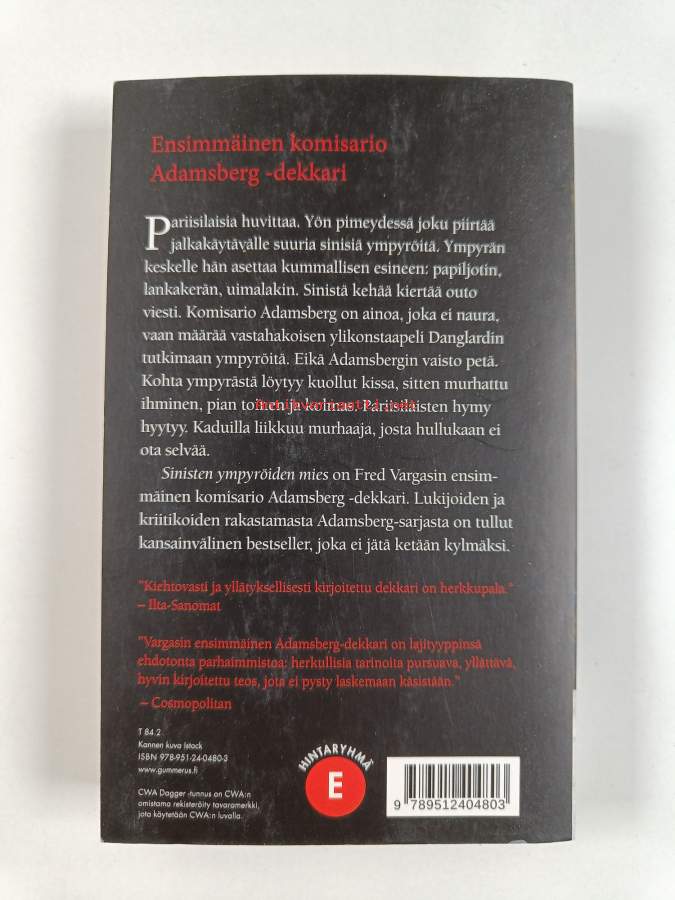 Ensimmäinen komisario
Adamsberg -dekkari
Pariisilaisia huvittaa. Yön pimeydessä joku piirtää
jalkakäytävälle suuria sinisiä ympyröitä. Ympyrän
keskelle hän asettaa kummallisen esineen: papiljotin,
lankakerän, uimalakin. Sinistä kehää kiertää outo
viesti. Komisario Adamsberg on ainoa, joka ei naura,
vaan määrää vastahakoisen ylikonstaapeli Danglardin
tutkimaan ympyröitä. Eikä Adamsbergin vaisto petä.
Kohta ympyrästä löytyy kuollut kissa, sitten murhattu
ihminen, pian toinen ja kolmas. Pariisilaisten hymy
hyytyy. Kaduilla liikkuu murhaaja, josta hullukaan ei
ota selvää.
Sinisten ympyröiden mies on Fred Vargasin ensim-
mäinen komisario Adamsberg -dekkari. Lukijoiden ja
kriitikoiden rakastamasta Adamsberg-sarjasta on tullut
kansainvälinen bestseller, joka ei jätä ketään kylmäksi.
"Kiehtovasti ja yllätyksellisesti kirjoitettu dekkari on herkkupala."
– Ilta-Sanomat
"Vargasin ensimmäinen Adamsberg-dekkari on lajityyppinsä
ehdotonta parhaimmistoa: herkullisia tarinoita pursuava, yllättävä,
hyvin kirjoitettu teos, jota ei pysty laskemaan käsistään."
– Cosmopolitan
T 84.2
Kannen kuva Istock
ISBN 978-951-24-0480-3
www.gummerus.fi
CWA Dagger -tunnus on CWA:n
omistama rekisteröity tavaramerkki,
jota käytetään CWA:n luvalla.
HINTARYHMÄ
E
9 789512 404803